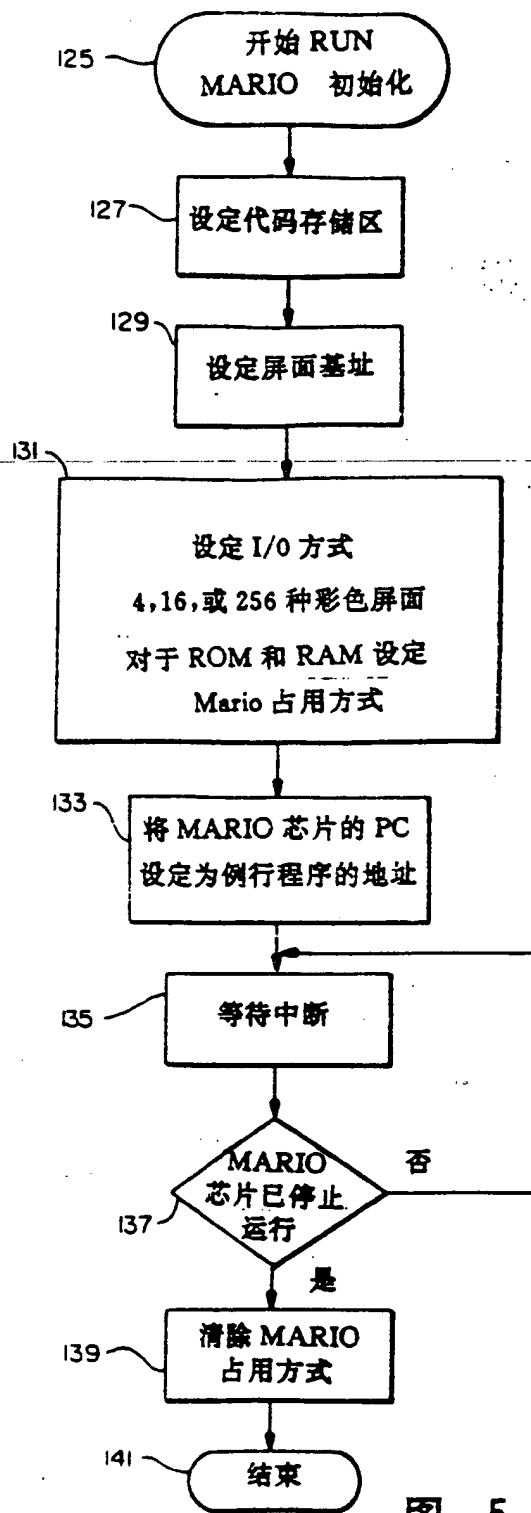 125
开始 RUN
MARIO 初始化
127
设定代码存储区
129
设定屏面基址
131
设定 I/0 方式
4,16,或 256 种彩色屏面
对于 ROM 和 RAM 设定
Mario 占用方式
133
将 MARIO 芯片的 PC
设定为例行程序的地址
135
等待中断
137
MARIO
芯片已停止
运行
否
是
139
清除 MARIO
占用方式
141
结束
图 5